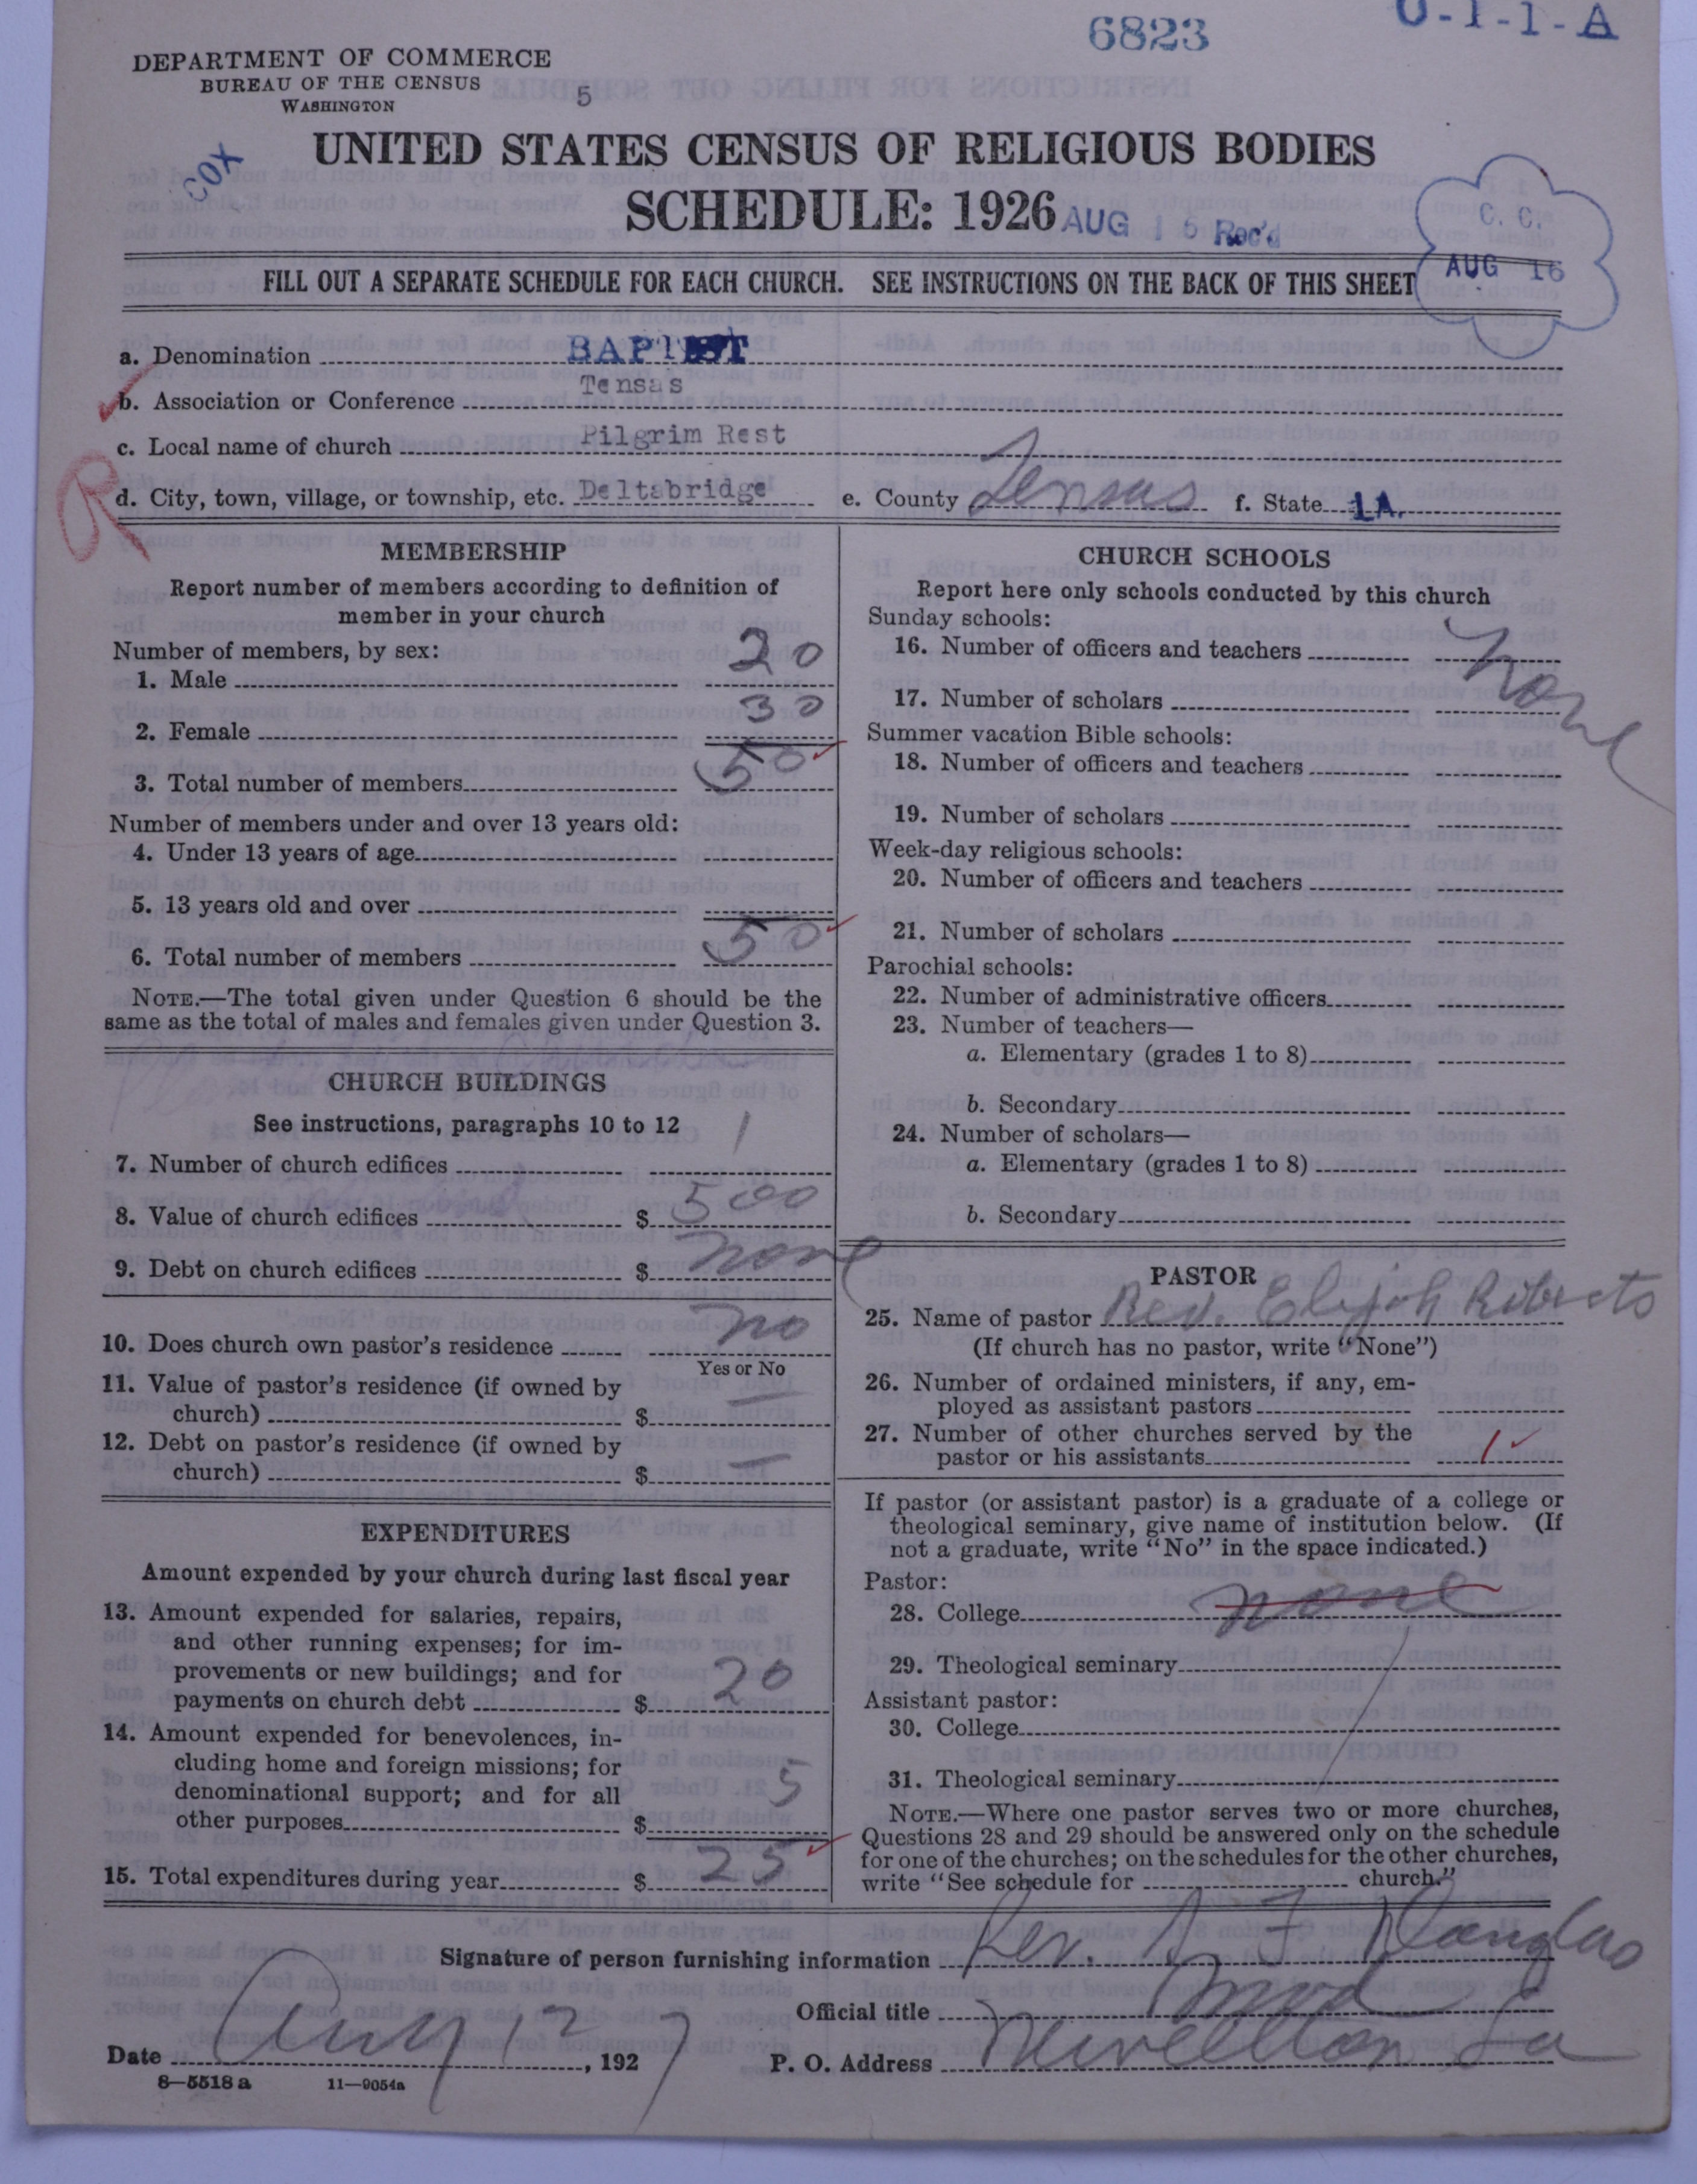 6823
U-1-1-A
DEPARTMENT OF COMMERCE
BUREAU OF THE CENSUS
WASHINGTON
5
COX
UNITED STATES CENSUS OF RELIGIOUS BODIES
SCHEDULE: 1926
AUG 16 Rec'd
C. C.
AUG 16
FILL OUT A SEPARATE SCHEDULE FOR EACH CHURCH. SEE INSTRUCTIONS ON THE BACK OF THIS SHEET
a. Denomination BAPTIST
b. Association or Conference Tensas
c. Local name of church Pilgrim Rest
R
d. City, town, village, or township, etc. Deltabridge e. County Tensas f. State LA.
MEMBERSHIP
Report number of members according to definition of
member in your church
Number of members, by sex:
1. Male 20
2. Female 30
3. Total number of members 50
Number of members under and over 13 years old:
4. Under 13 years of age
5. 13 years old and over
6. Total number of members 50
NOTE.—The total given under Question 6 should be the
same as the total of males and females given under Question 3.
CHURCH BUILDINGS
See instructions, paragraphs 10 to 12
7. Number of church edifices 1
8. Value of church edifices $ 500
9. Debt on church edifices $ none
10. Does church own pastor's residence no
Yes or No
11. Value of pastor's residence (if owned by
church) $ —
12. Debt on pastor's residence (if owned by
church) $ —
EXPENDITURES
Amount expended by your church during last fiscal year
13. Amount expended for salaries, repairs,
and other running expenses; for im-
provements or new buildings; and for
payments on church debt $ 20
14. Amount expended for benevolences, in-
cluding home and foreign missions; for
denominational support; and for all
other purposes $ 5
15. Total expenditures during year $ 25
CHURCH SCHOOLS
Report here only schools conducted by this church
Sunday schools:
16. Number of officers and teachers none
17. Number of scholars
Summer vacation Bible schools:
18. Number of officers and teachers
19. Number of scholars
Week-day religious schools:
20. Number of officers and teachers
21. Number of scholars
Parochial schools:
22. Number of administrative officers
23. Number of teachers—
a. Elementary (grades 1 to 8)
b. Secondary
24. Number of scholars—
a. Elementary (grades 1 to 8)
b. Secondary
PASTOR
25. Name of pastor Rev. Elijoh Riberts
(If church has no pastor, write "None")
26. Number of ordained ministers, if any, em-
ployed as assistant pastors
27. Number of other churches served by the
pastor or his assistants 1
If pastor (or assistant pastor) is a graduate of a college or
theological seminary, give name of institution below. (If
not a graduate, write "No" in the space indicated.)
Pastor:
28. College none
29. Theological seminary
Assistant pastor:
30. College
31. Theological seminary
NOTE.—Where one pastor serves two or more churches,
Questions 28 and 29 should be answered only on the schedule
for one of the churches; on the schedules for the other churches,
write "See schedule for church."
Signature of person furnishing information Rev. Douglas
Official title Mod
Date Aug 12, 1927 P. O. Address Newellton La
8—5518a 11—9054a